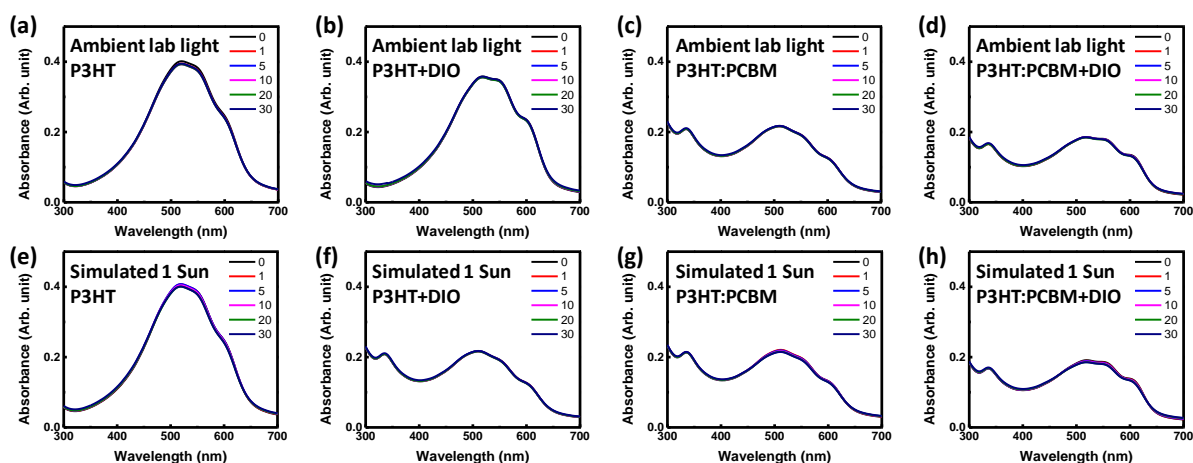 (a)
Ambient lab light
P3HT
0
1
5
10
20
30
Absorbance (Arb. unit)
0.4
0.2
0.0
300 400 500 600 700
Wavelength (nm)
(b)
Ambient lab light
P3HT+DIO
0
1
5
10
20
30
Absorbance (Arb. unit)
0.4
0.2
0.0
300 400 500 600 700
Wavelength (nm)
(c)
Ambient lab light
P3HT:PCBM
0
1
5
10
20
30
Absorbance (Arb. unit)
0.4
0.2
0.0
300 400 500 600 700
Wavelength (nm)
(d)
Ambient lab light
P3HT:PCBM+DIO
0
1
5
10
20
30
Absorbance (Arb. unit)
0.4
0.2
0.0
300 400 500 600 700
Wavelength (nm)
(e)
Simulated 1 Sun
P3HT
0
1
5
10
20
30
Absorbance (Arb. unit)
0.4
0.2
0.0
300 400 500 600 700
Wavelength (nm)
(f)
Simulated 1 Sun
P3HT+DIO
0
1
5
10
20
30
Absorbance (Arb. unit)
0.4
0.2
0.0
300 400 500 600 700
Wavelength (nm)
(g)
Simulated 1 Sun
P3HT:PCBM
0
1
5
10
20
30
Absorbance (Arb. unit)
0.4
0.2
0.0
300 400 500 600 700
Wavelength (nm)
(h)
Simulated 1 Sun
P3HT:PCBM+DIO
0
1
5
10
20
30
Absorbance (Arb. unit)
0.4
0.2
0.0
300 400 500 600 700
Wavelength (nm)